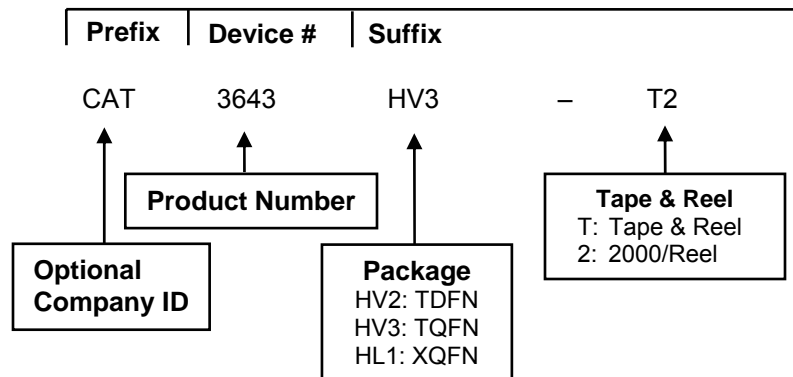 Prefix Device # Suffix
CAT 3643 HV3 – T2
Product Number
Optional
Company ID
Package
HV2: TDFN
HV3: TQFN
HL1: XQFN
Tape & Reel
T: Tape & Reel
2: 2000/Reel